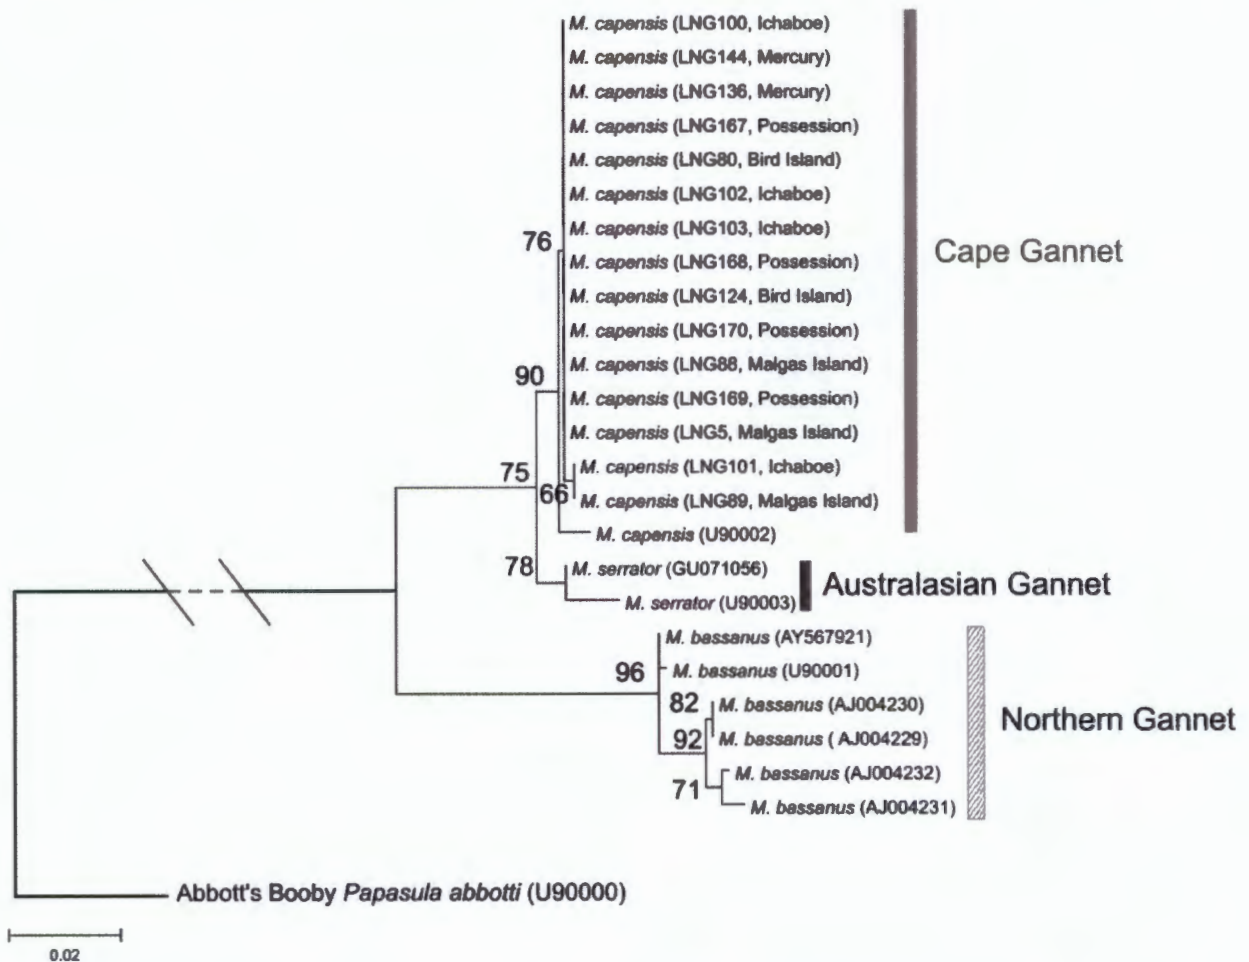 M. capensis (LNG100, Ichaboe)
M. capensis (LNG144, Mercury)
M. capensis (LNG136, Mercury)
M. capensis (LNG167, Possession)
M. capensis (LNG80, Bird Island)
M. capensis (LNG102, Ichaboe)
M. capensis (LNG103, Ichaboe)
76
M. capensis (LNG168, Possession)
Cape Gannet
M. capensis (LNG124, Bird Island)
M. capensis (LNG170, Possession)
M. capensis (LNG88, Malgas Island)
90
M. capensis (LNG169, Possession)
M. capensis (LNG5, Malgas Island)
75
M. capensis (LNG101, Ichaboe)
66
M. capensis (LNG89, Malgas Island)
M. capensis (U90002)
78
M. serrator (GU071056)
Australasian Gannet
M. serrator (U90003)
M. bassanus (AY567921)
96
M. bassanus (U90001)
82
M. bassanus (AJ004230)
Northern Gannet
92
M. bassanus ( AJ004229)
M. bassanus (AJ004232)
71
M. bassanus (AJ004231)
Abbott's Booby Papasula abbotti (U90000)
0.02